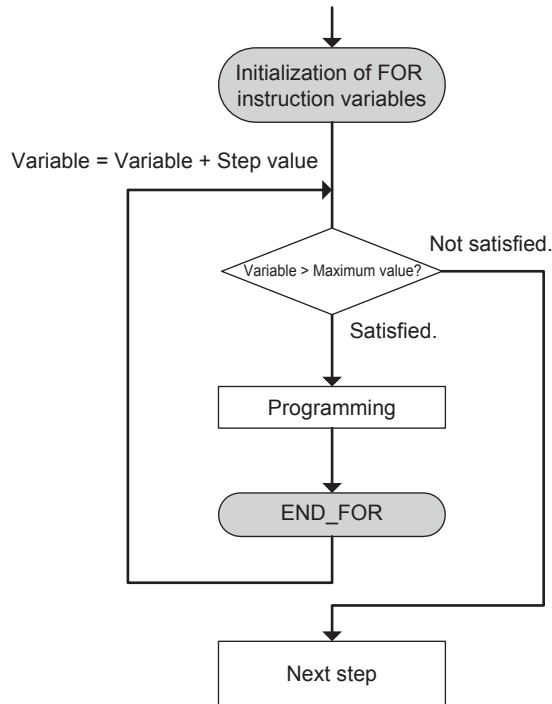 Initialization of FOR
instruction variables
Variable = Variable + Step value
Not satisfied.
Variable > Maximum value?
Satisfied.
Programming
END_FOR
Next step